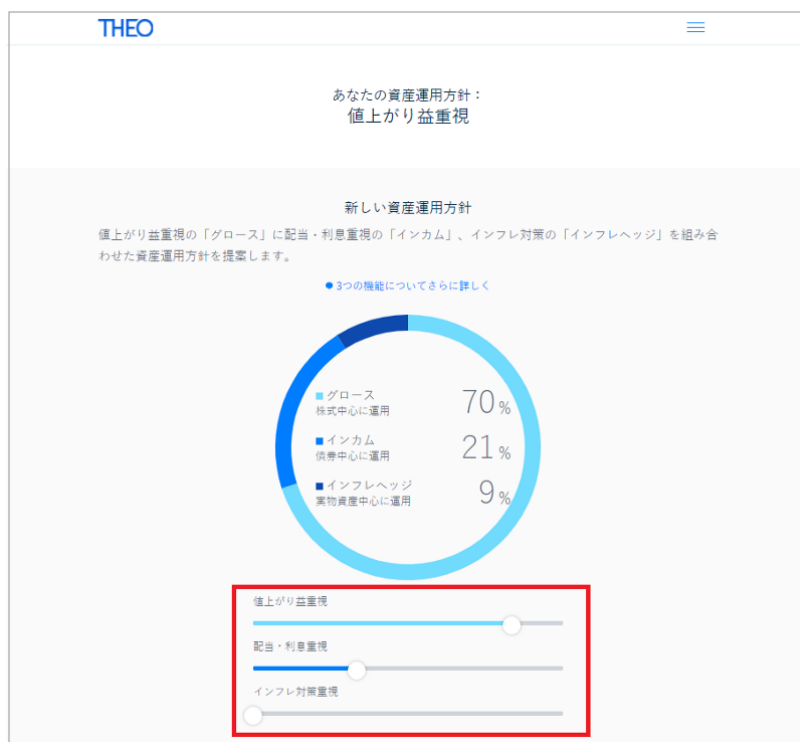 THEO
あなたの資産運用方針：
値上がり益重視
新しい資産運用方針
値上がり益重視の「グロース」に配当・利息重視の「インカム」、インフレ対策の「インフレヘッジ」を組み合
わせた資産運用方針を提案します。
3つの機能についてさらに詳しく
グロース 70%
株式中心に運用
インカム 21%
債券中心に運用
インフレヘッジ 9%
実物資産中心に運用
値上がり益重視
配当・利息重視
インフレ対策重視